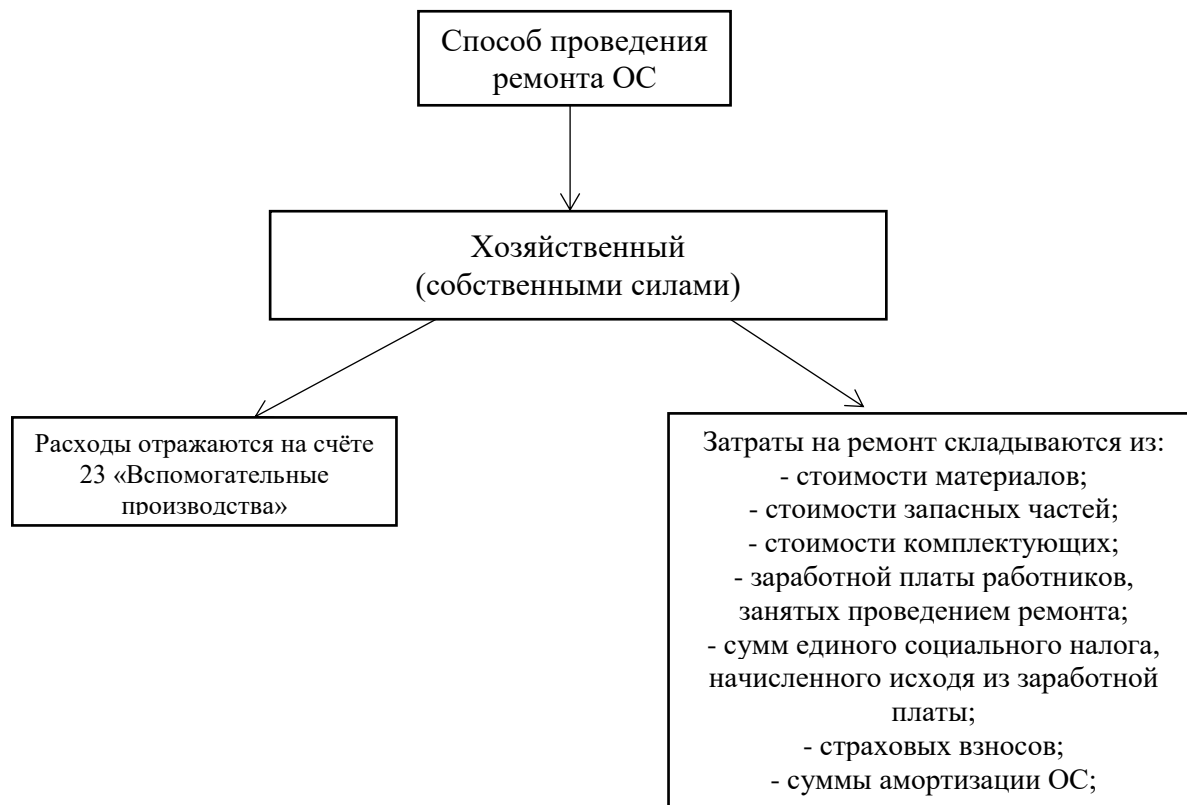 Способ проведения
ремонта ОС
Хозяйственный
(собственными силами)
Расходы отражаются на счёте
23 «Вспомогательные
производства»
Затраты на ремонт складываются из:
- стоимости материалов;
- стоимости запасных частей;
- стоимости комплектующих;
- заработной платы работников,
занятых проведением ремонта;
- сумм единого социального налога,
начисленного исходя из заработной
платы;
- страховых взносов;
- суммы амортизации ОС;